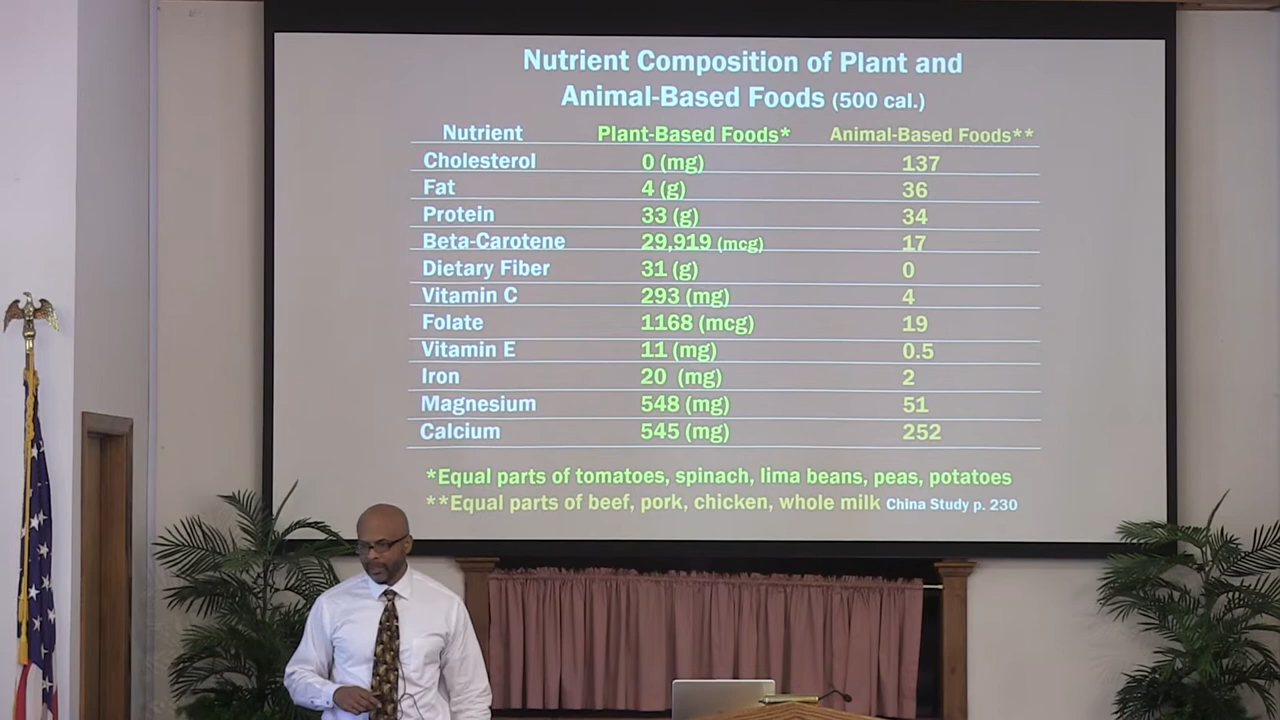 Nutrient Composition of Plant and
Animal-Based Foods (500 cal.)
Nutrient Plant-Based Foods* Animal-Based Foods**
Cholesterol 0 (mg) 137
Fat 4 (g) 36
Protein 33 (g) 34
Beta-Carotene 29,919 (mcg) 17
Dietary Fiber 31 (g) 0
Vitamin C 293 (mg) 4
Folate 1168 (mcg) 19
Vitamin E 11 (mg) 0.5
Iron 20 (mg) 2
Magnesium 548 (mg) 51
Calcium 545 (mg) 252
*Equal parts of tomatoes, spinach, lima beans, peas, potatoes
**Equal parts of beef, pork, chicken, whole milk China Study p. 230